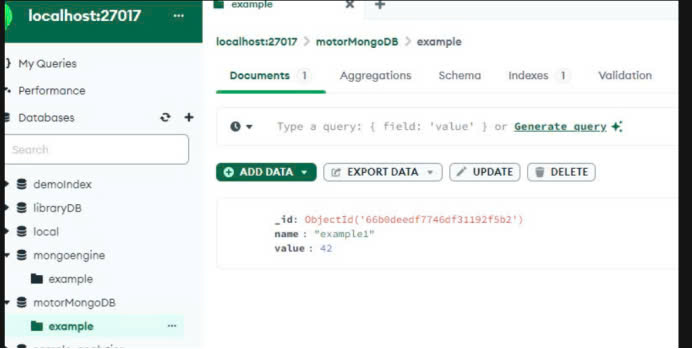 localhost:27017 ...
example
localhost:27017 > motorMongoDB > example
My Queries
Performance
Databases
Search
demoIndex
libraryDB
local
mongoengine
example
motorMongoDB
example ...
Documents 1 Aggregations Schema Indexes 1 Validation
Type a query: { field: 'value' } or Generate query
ADD DATA EXPORT DATA UPDATE DELETE
_id: ObjectId('66b0deedf7746df31192f5b2')
name: "example1"
value: 42